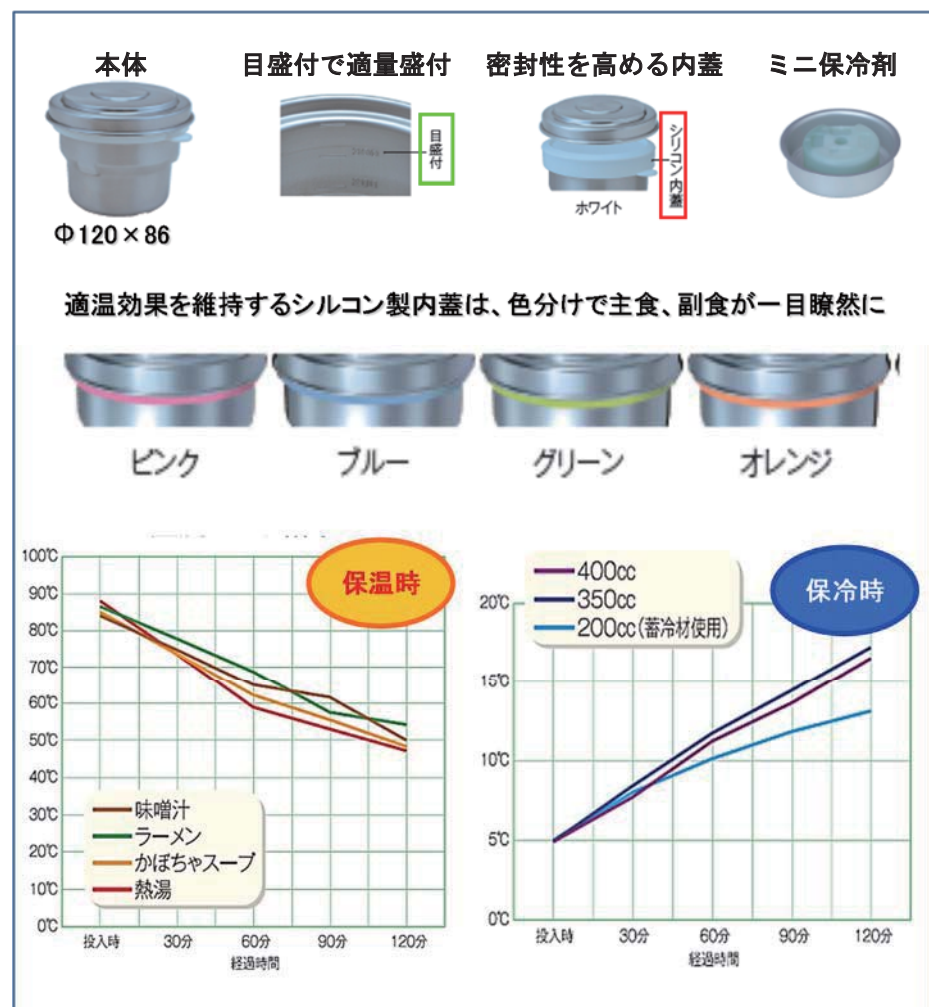 本体
目盛付で適量盛付
密封性を高める内蓋
ミニ保冷剤
目盛付
シリコン内蓋
ホワイト
Φ120×86
適温効果を維持するシルコン製内蓋は、色分けで主食、副食が一目瞭然に
ピンク
ブルー
グリーン
オレンジ
保温時
100℃
90℃
80℃
70℃
60℃
50℃
40℃
30℃
20℃
10℃
0℃
味噌汁
ラーメン
かぼちゃスープ
熱湯
投入時
30分
60分
90分
120分
経過時間
保冷時
400cc
350cc
200cc(蓄冷材使用)
20℃
15℃
10℃
5℃
0℃
投入時
30分
60分
90分
120分
経過時間